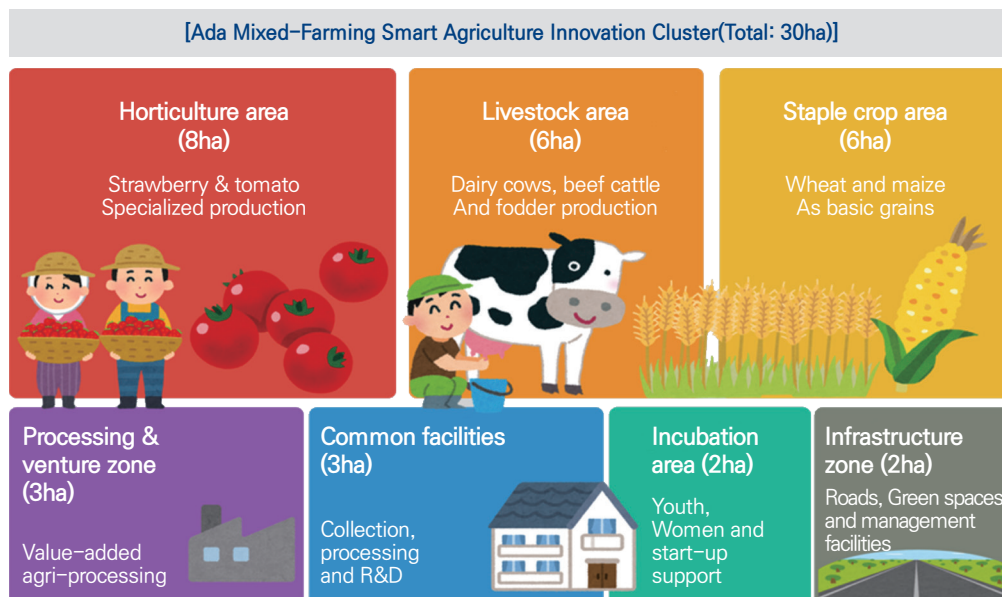 [Ada Mixed-Farming Smart Agriculture Innovation Cluster(Total: 30ha)]
Horticulture area
(8ha)
Strawberry & tomato
Specialized production
Livestock area
(6ha)
Dairy cows, beef cattle
And fodder production
Staple crop area
(6ha)
Wheat and maize
As basic grains
Processing &
venture zone
(3ha)
Value-added
agri-processing
Common facilities
(3ha)
Collection,
processing
and R&D
Incubation
area (2ha)
Youth,
Women and
start-up
support
Infrastructure
zone (2ha)
Roads, Green spaces
and management
facilities